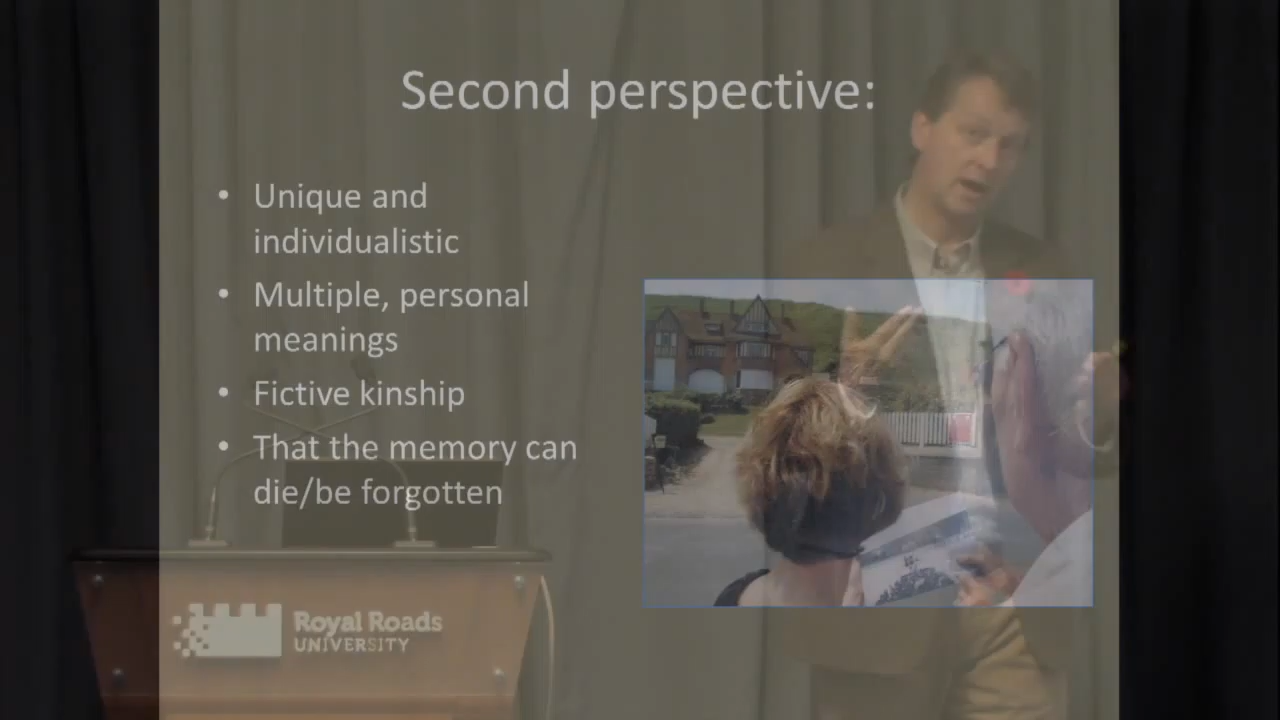 Second perspective:
• Unique and
individualistic
• Multiple, personal
meanings
• Fictive kinship
• That the memory can
die/be forgotten
Royal Roads
UNIVERSITY